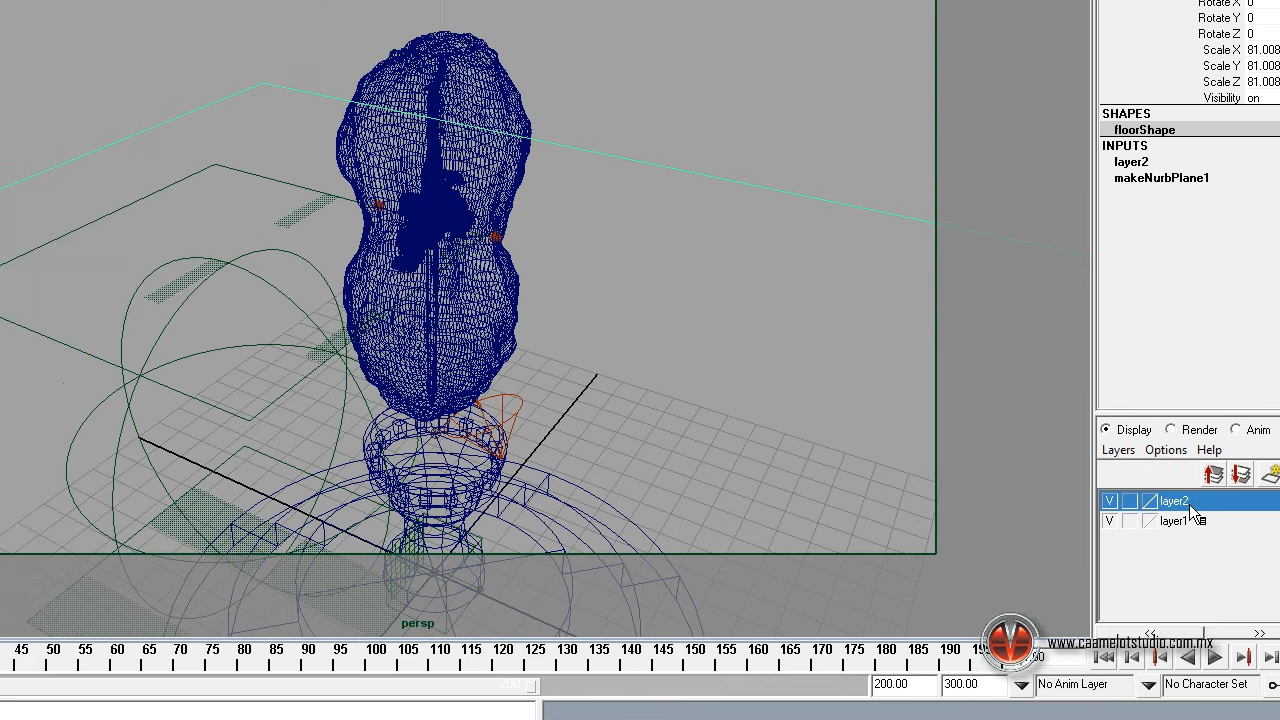 Rotate X 0
Rotate Y 0
Rotate Z 0
Scale X 81.008
Scale Y 81.008
Scale Z 81.008
Visibility on
SHAPES
floorShape
INPUTS
layer2
makeNurbPlane1
Display Render Anim
Layers Options Help
V layer2
V layer1
persp
45 50 55 60 65 70 75 80 85 90 95 100 105 110 115 120 125 130 135 140 145 150 155 160 165 170 175 180 185 190
www.caamelotstudio.com.mx
200.00 300.00 No Anim Layer No Character Set